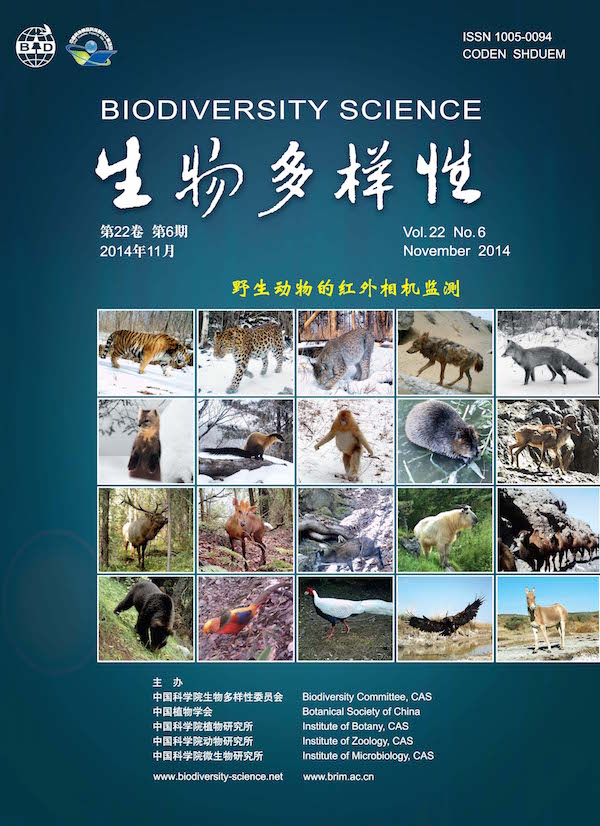 BAD
ISSN 1005-0094
CODEN SHDUEM
BIODIVERSITY SCIENCE
生物多样性
第22卷 第6期
2014年11月
Vol. 22 No. 6
November 2014
野生动物的红外相机监测
主 办
中国科学院生物多样性委员会 Biodiversity Committee, CAS
中国植物学会 Botanical Society of China
中国科学院植物研究所 Institute of Botany, CAS
中国科学院动物研究所 Institute of Zoology, CAS
中国科学院微生物研究所 Institute of Microbiology, CAS
www.biodiversity-science.net www.brim.ac.cn